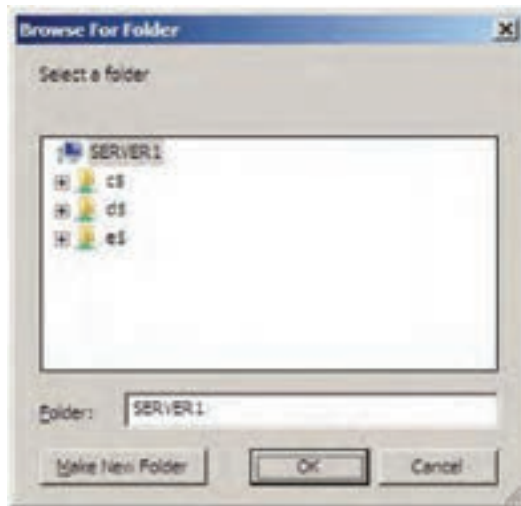 Browse For Folder
Select a folder
SERVER1
c$
d$
e$
Folder: SERVER1
Make New Folder OK Cancel